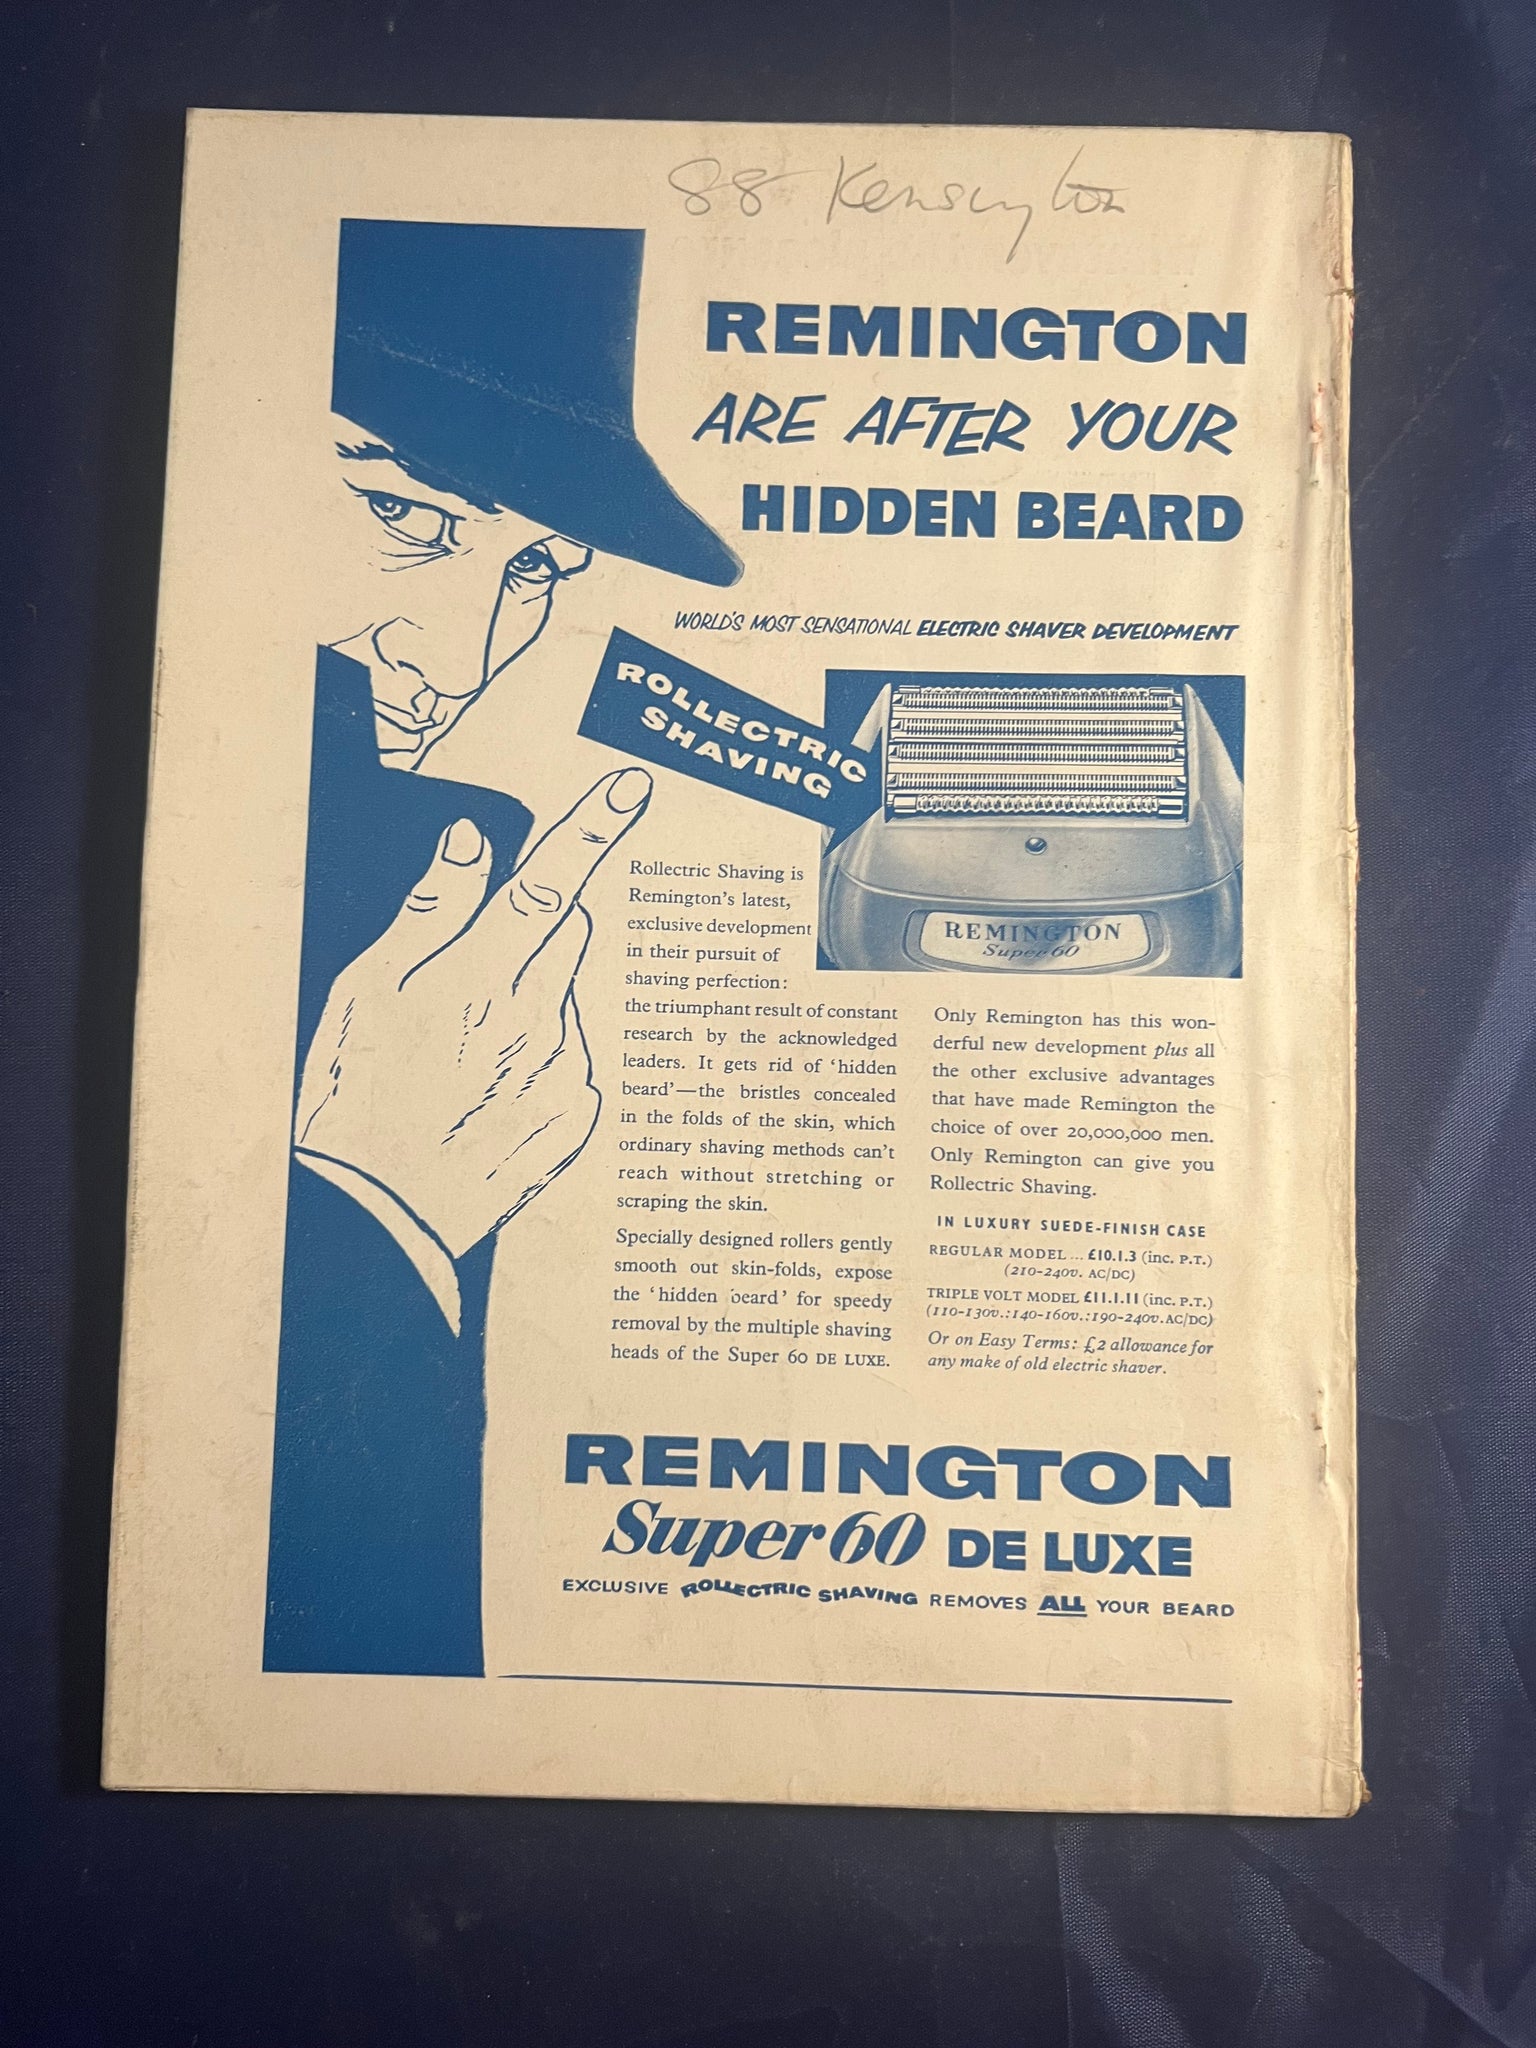 88 Kensington
REMINGTON
ARE AFTER YOUR
HIDDEN BEARD
WORLD'S MOST SENSATIONAL ELECTRIC SHAVER DEVELOPMENT
ROLLECTRIC
SHAVING
REMINGTON
Super 60
Rollectric Shaving is
Remington's latest,
exclusive development
in their pursuit of
shaving perfection:
the triumphant result of constant
research by the acknowledged
leaders. It gets rid of 'hidden
beard'—the bristles concealed
in the folds of the skin, which
ordinary shaving methods can't
reach without stretching or
scraping the skin.
Specially designed rollers gently
smooth out skin-folds, expose
the 'hidden beard' for speedy
removal by the multiple shaving
heads of the Super 60 DE LUXE.
Only Remington has this won-
derful new development plus all
the other exclusive advantages
that have made Remington the
choice of over 20,000,000 men.
Only Remington can give you
Rollectric Shaving.
IN LUXURY SUEDE-FINISH CASE
REGULAR MODEL ... £10.1.3 (inc. P.T.)
(210-240v. AC/DC)
TRIPLE VOLT MODEL £11.1.11 (inc. P.T.)
(110-130v.:140-160v.:190-240v. AC/DC)
Or on Easy Terms: £2 allowance for
any make of old electric shaver.
REMINGTON
Super 60 DE LUXE
EXCLUSIVE ROLLECTRIC SHAVING REMOVES ALL YOUR BEARD